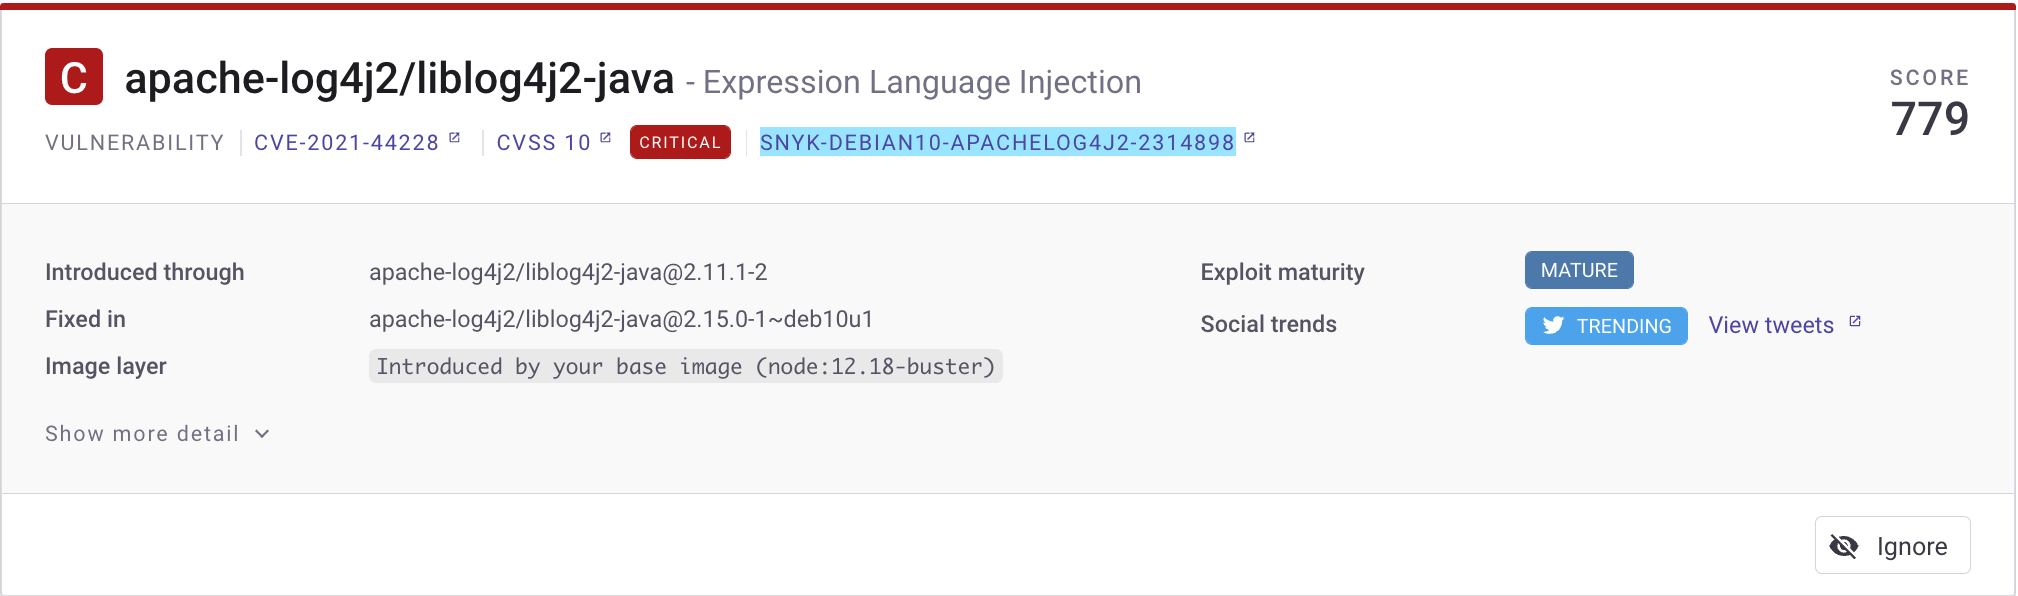 C apache-log4j2/liblog4j2-java - Expression Language Injection
SCORE
779
VULNERABILITY CVE-2021-44228 CVSS 10 CRITICAL SNYK-DEBIAN10-APACHELOG4J2-2314898
Introduced through apache-log4j2/liblog4j2-java@2.11.1-2
Fixed in apache-log4j2/liblog4j2-java@2.15.0-1~deb10u1
Image layer Introduced by your base image (node:12.18-buster)
Exploit maturity MATURE
Social trends TRENDING View tweets
Show more detail
Ignore